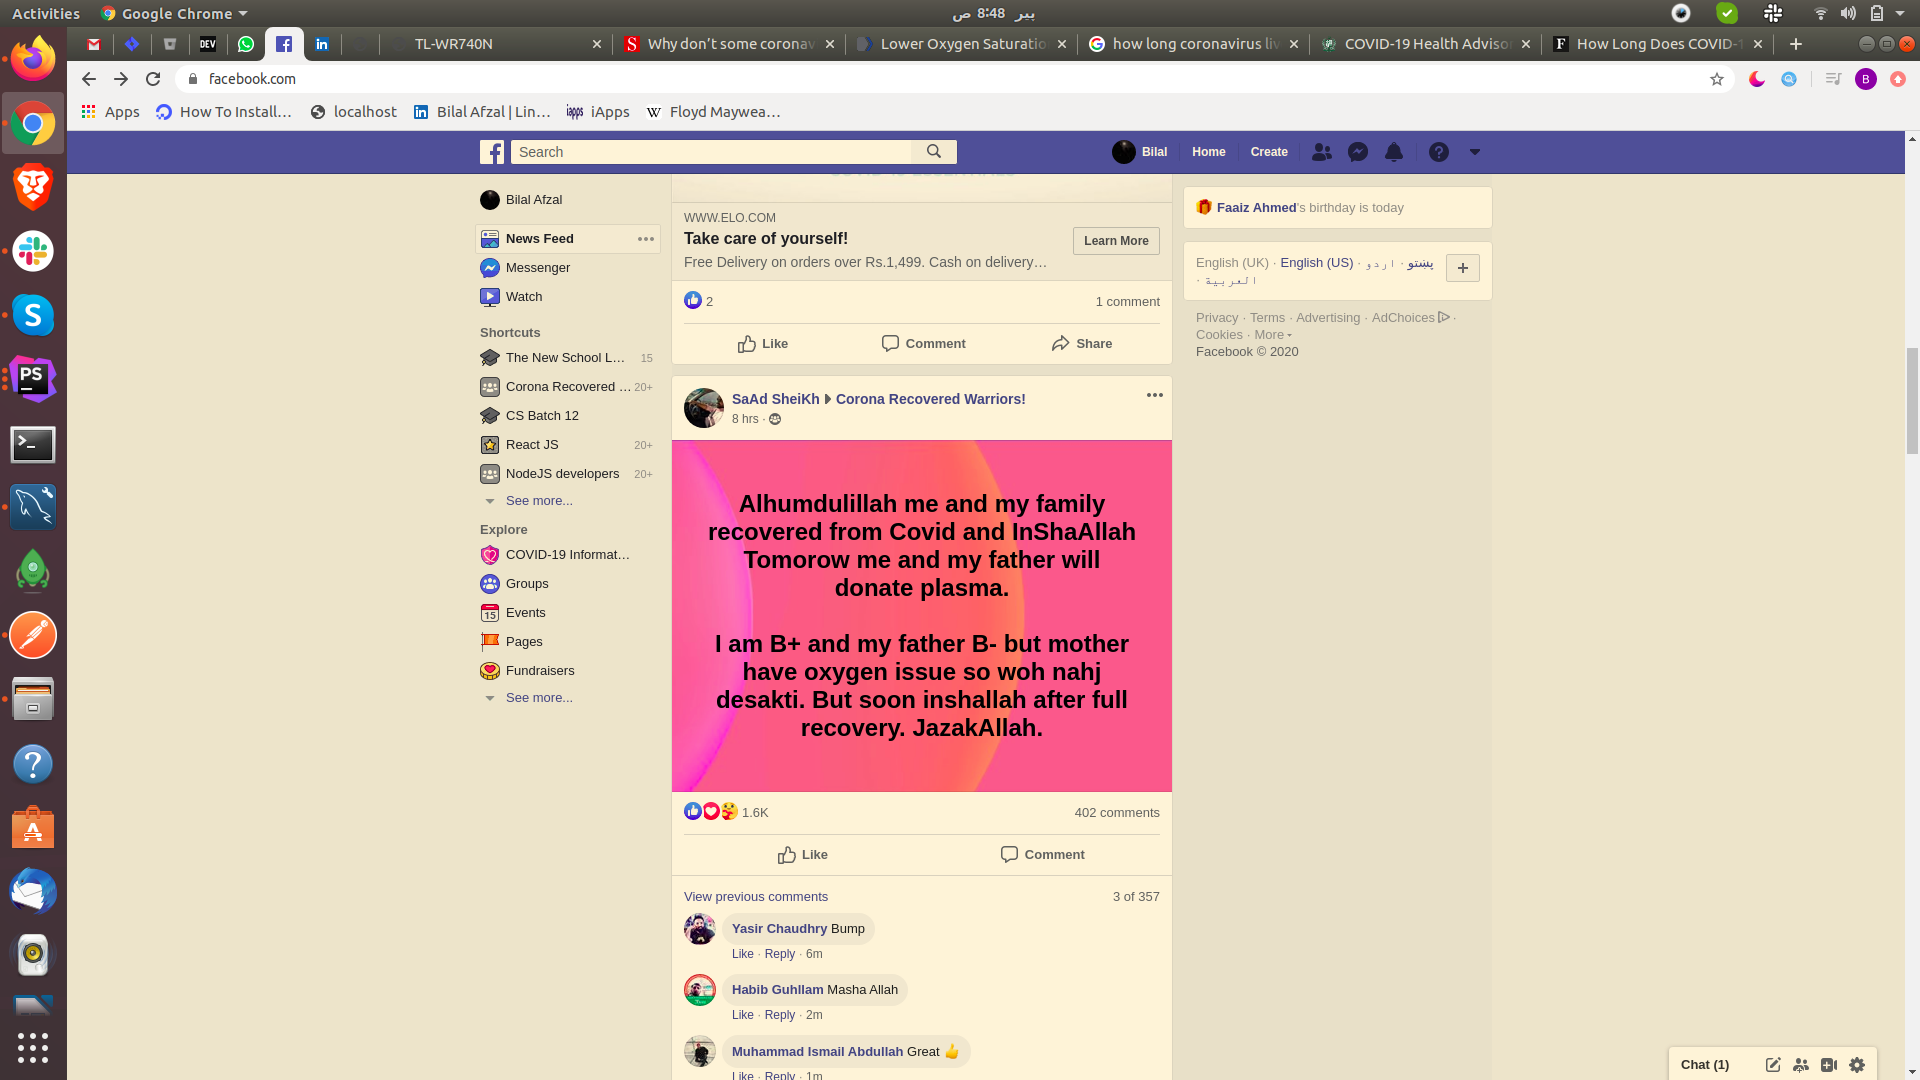 Activities
Google Chrome
پیر 8:48 ص
TL-WR740N
Why don't some coronav
Lower Oxygen Saturatio
how long coronavirus liv
COVID-19 Health Adviso
How Long Does COVID-1
facebook.com
B
Apps
How To Install...
localhost
Bilal Afzal | Lin...
iApps
Floyd Maywea...
Search
Bilal
Home
Create
Bilal Afzal
News Feed
Messenger
Watch
Shortcuts
The New School L... 15
Corona Recovered ... 20+
CS Batch 12
React JS 20+
NodeJS developers 20+
See more...
Explore
COVID-19 Informat...
Groups
Events
Pages
Fundraisers
See more...
WWW.ELO.COM
Take care of yourself!
Free Delivery on orders over Rs.1,499. Cash on delivery...
Learn More
2
1 comment
Like
Comment
Share
SaAd SheiKh ▸ Corona Recovered Warriors!
8 hrs ·
Alhumdulillah me and my family
recovered from Covid and InShaAllah
Tomorow me and my father will
donate plasma.
I am B+ and my father B- but mother
have oxygen issue so woh nahj
desakti. But soon inshallah after full
recovery. JazakAllah.
1.6K
402 comments
Like
Comment
View previous comments
3 of 357
Yasir Chaudhry Bump
Like · Reply · 6m
Habib Guhllam Masha Allah
Like · Reply · 2m
Muhammad Ismail Abdullah Great 👍
Like · Reply · 1m
Faaiz Ahmed's birthday is today
English (UK) · English (US) · اردو · پښتو
· العربية
Privacy · Terms · Advertising · AdChoices ·
Cookies · More
Facebook © 2020
Chat (1)